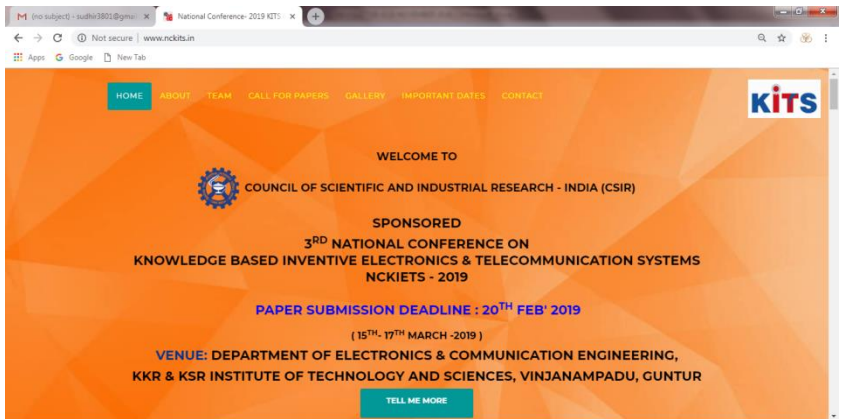 (no subject) - sudhir3801@gmai
National Conference- 2019 KITS
Not secure | www.nckits.in
Apps Google New Tab
HOME ABOUT TEAM CALL FOR PAPERS GALLERY IMPORTANT DATES CONTACT
KITS
WELCOME TO
COUNCIL OF SCIENTIFIC AND INDUSTRIAL RESEARCH - INDIA (CSIR)
SPONSORED
3RD NATIONAL CONFERENCE ON
KNOWLEDGE BASED INVENTIVE ELECTRONICS & TELECOMMUNICATION SYSTEMS
NCKIETS - 2019
PAPER SUBMISSION DEADLINE : 20TH FEB' 2019
( 15TH- 17TH MARCH -2019 )
VENUE: DEPARTMENT OF ELECTRONICS & COMMUNICATION ENGINEERING,
KKR & KSR INSTITUTE OF TECHNOLOGY AND SCIENCES, VINJANAMPADU, GUNTUR
TELL ME MORE